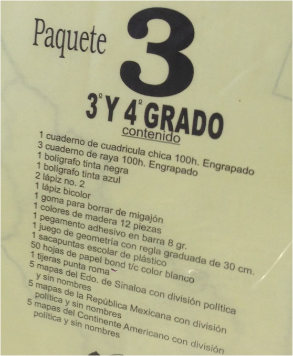 Paquete
3
3° Y 4° GRADO
contenido
1 cuaderno de cuadricula chica 100h. Engrapado
3 cuaderno de raya 100h. Engrapado
1 boligrafo tinta negra
1 boligrafo tinta azul
2 lápiz no. 2
1 lápiz bicolor
1 goma para borrar de migajón
1 colores de madera 12 piezas
1 pegamento adhesivo en barra 8 gr.
1 juego de geometría con regla graduada de 30 cm.
1 sacapuntas escolar de plástico
50 hojas de papel bond t/c color blanco
1 tijeras punta roma
5 mapas del Edo. de Sinaloa con división política
y sin nombres
5 mapas de la República Mexicana con división
política y sin nombres
5 mapas del Continente Americano con división
política y sin nombres